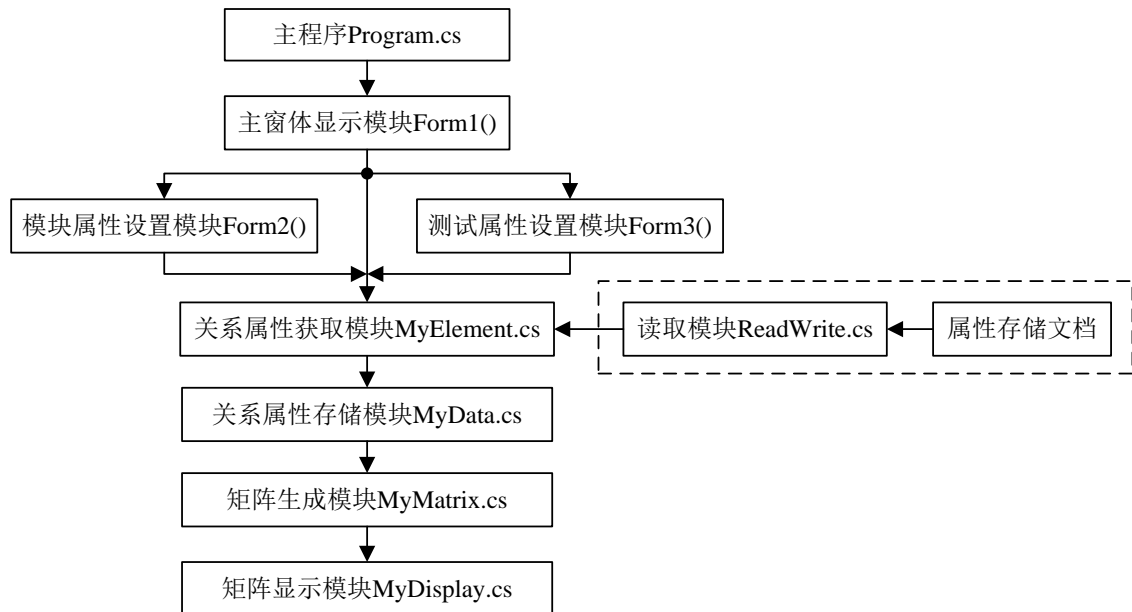 主程序Program.cs
主窗体显示模块Form1()
模块属性设置模块Form2()
测试属性设置模块Form3()
关系属性获取模块MyElement.cs
读取模块ReadWrite.cs
属性存储文档
关系属性存储模块MyData.cs
矩阵生成模块MyMatrix.cs
矩阵显示模块MyDisplay.cs